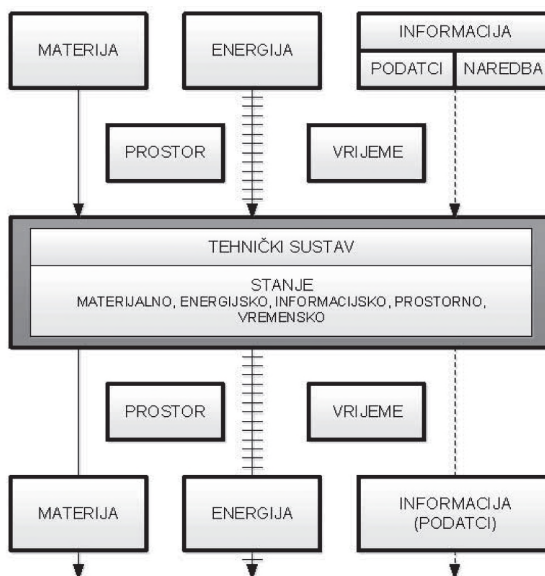 MATERIJA
ENERGIJA
INFORMACIJA
PODATCI
NAREDBA
PROSTOR
VRIJEME
TEHNIČKI SUSTAV
STANJE
MATERIJALNO, ENERGIJSKO, INFORMACIJSKO, PROSTORNO,
VREMENSKO
PROSTOR
VRIJEME
MATERIJA
ENERGIJA
INFORMACIJA
(PODATCI)